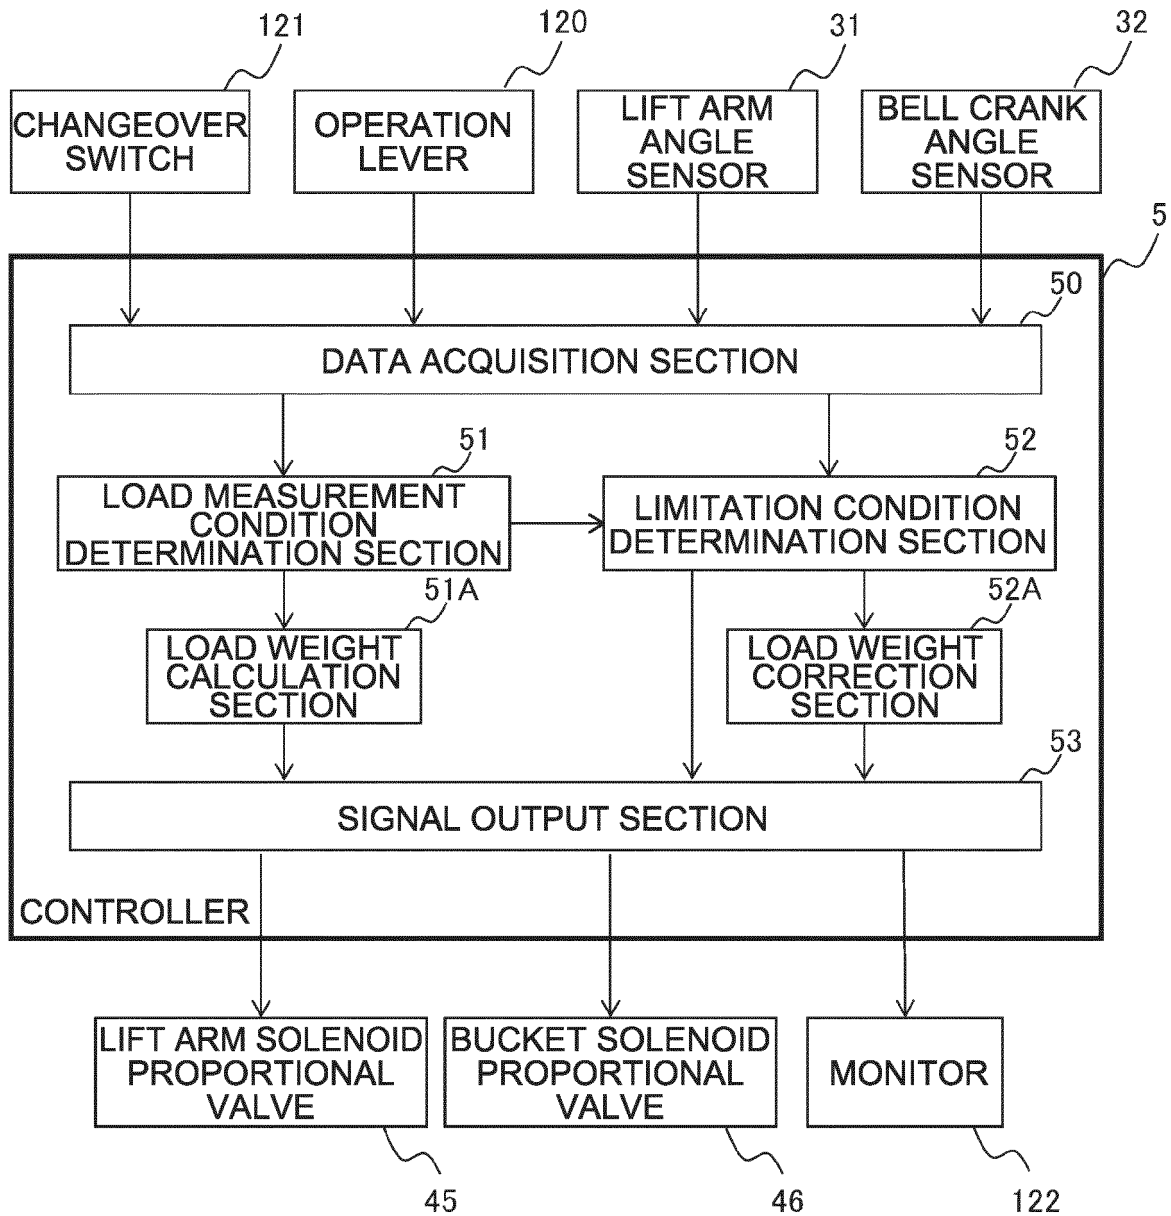 121
120
31
32
CHANGEOVER
SWITCH
OPERATION
LEVER
LIFT ARM
ANGLE
SENSOR
BELL CRANK
ANGLE
SENSOR
5
50
DATA ACQUISITION SECTION
51
52
LOAD MEASUREMENT
CONDITION
DETERMINATION SECTION
LIMITATION CONDITION
DETERMINATION SECTION
51A
52A
LOAD WEIGHT
CALCULATION
SECTION
LOAD WEIGHT
CORRECTION
SECTION
53
SIGNAL OUTPUT SECTION
CONTROLLER
LIFT ARM SOLENOID
PROPORTIONAL
VALVE
BUCKET SOLENOID
PROPORTIONAL
VALVE
MONITOR
45
46
122